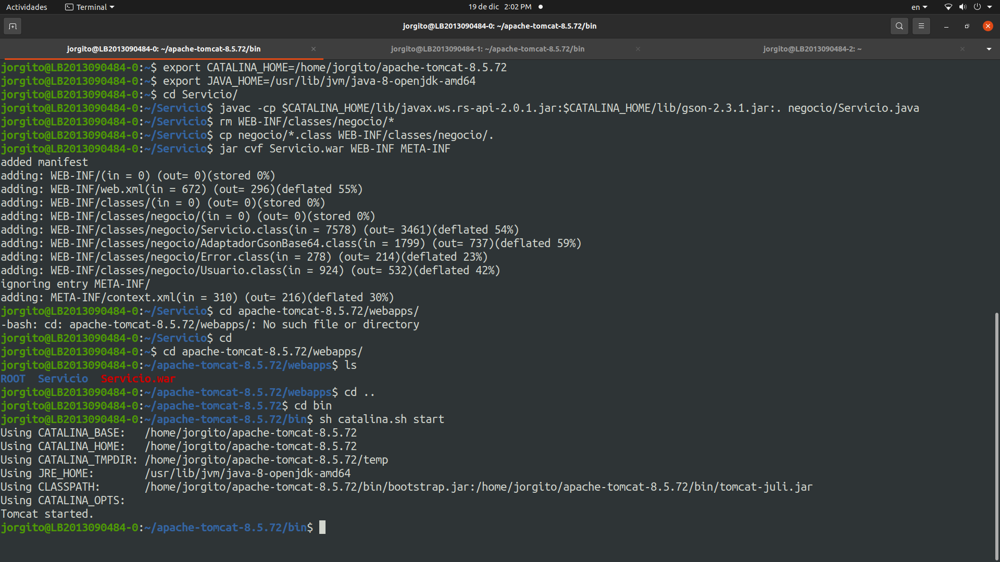 Actividades
Terminal
19 de dic 2:02 PM
en
jorgito@LB2013090484-0: ~/apache-tomcat-8.5.72/bin
jorgito@LB2013090484-0: ~/apache-tomcat-8.5.72/bin
jorgito@LB2013090484-1: ~/apache-tomcat-8.5.72/bin
jorgito@LB2013090484-2: ~
jorgito@LB2013090484-0:~$ export CATALINA_HOME=/home/jorgito/apache-tomcat-8.5.72
jorgito@LB2013090484-0:~$ export JAVA_HOME=/usr/lib/jvm/java-8-openjdk-amd64
jorgito@LB2013090484-0:~$ cd Servicio/
jorgito@LB2013090484-0:~/Servicio$ javac -cp $CATALINA_HOME/lib/javax.ws.rs-api-2.0.1.jar:$CATALINA_HOME/lib/gson-2.3.1.jar:. negocio/Servicio.java
jorgito@LB2013090484-0:~/Servicio$ rm WEB-INF/classes/negocio/*
jorgito@LB2013090484-0:~/Servicio$ cp negocio/*.class WEB-INF/classes/negocio/.
jorgito@LB2013090484-0:~/Servicio$ jar cvf Servicio.war WEB-INF META-INF
added manifest
adding: WEB-INF/(in = 0) (out= 0)(stored 0%)
adding: WEB-INF/web.xml(in = 672) (out= 296)(deflated 55%)
adding: WEB-INF/classes/(in = 0) (out= 0)(stored 0%)
adding: WEB-INF/classes/negocio/(in = 0) (out= 0)(stored 0%)
adding: WEB-INF/classes/negocio/Servicio.class(in = 7578) (out= 3461)(deflated 54%)
adding: WEB-INF/classes/negocio/AdaptadorGsonBase64.class(in = 1799) (out= 737)(deflated 59%)
adding: WEB-INF/classes/negocio/Error.class(in = 278) (out= 214)(deflated 23%)
adding: WEB-INF/classes/negocio/Usuario.class(in = 924) (out= 532)(deflated 42%)
ignoring entry META-INF/
adding: META-INF/context.xml(in = 310) (out= 216)(deflated 30%)
jorgito@LB2013090484-0:~/Servicio$ cd apache-tomcat-8.5.72/webapps/
-bash: cd: apache-tomcat-8.5.72/webapps/: No such file or directory
jorgito@LB2013090484-0:~/Servicio$ cd
jorgito@LB2013090484-0:~$ cd apache-tomcat-8.5.72/webapps/
jorgito@LB2013090484-0:~/apache-tomcat-8.5.72/webapps$ ls
ROOT Servicio Servicio.war
jorgito@LB2013090484-0:~/apache-tomcat-8.5.72/webapps$ cd ..
jorgito@LB2013090484-0:~/apache-tomcat-8.5.72$ cd bin
jorgito@LB2013090484-0:~/apache-tomcat-8.5.72/bin$ sh catalina.sh start
Using CATALINA_BASE: /home/jorgito/apache-tomcat-8.5.72
Using CATALINA_HOME: /home/jorgito/apache-tomcat-8.5.72
Using CATALINA_TMPDIR: /home/jorgito/apache-tomcat-8.5.72/temp
Using JRE_HOME: /usr/lib/jvm/java-8-openjdk-amd64
Using CLASSPATH: /home/jorgito/apache-tomcat-8.5.72/bin/bootstrap.jar:/home/jorgito/apache-tomcat-8.5.72/bin/tomcat-juli.jar
Using CATALINA_OPTS:
Tomcat started.
jorgito@LB2013090484-0:~/apache-tomcat-8.5.72/bin$